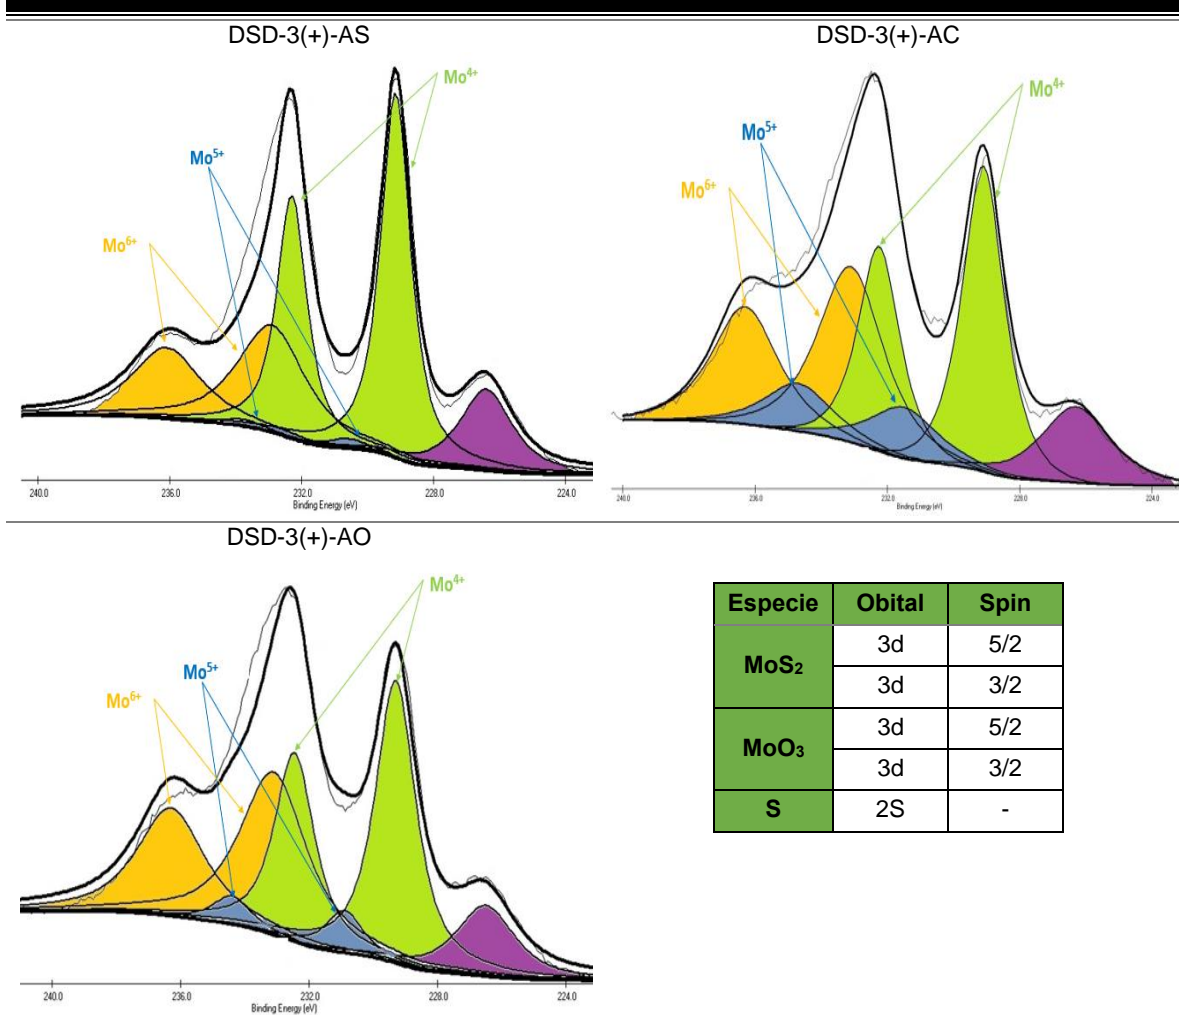 DSD-3(+)-AS
Mo⁴⁺
Mo⁵⁺
Mo⁶⁺
240.0 236.0 232.0 228.0 224.0
Binding Energy (eV)
DSD-3(+)-AC
Mo⁴⁺
Mo⁵⁺
Mo⁶⁺
240.0 236.0 232.0 228.0 224.0
Binding Energy (eV)
DSD-3(+)-AO
Mo⁴⁺
Mo⁵⁺
Mo⁶⁺
240.0 236.0 232.0 228.0 224.0
Binding Energy (eV)
Especie Obital Spin
MoS₂ 3d 5/2
3d 3/2
MoO₃ 3d 5/2
3d 3/2
S 2S -